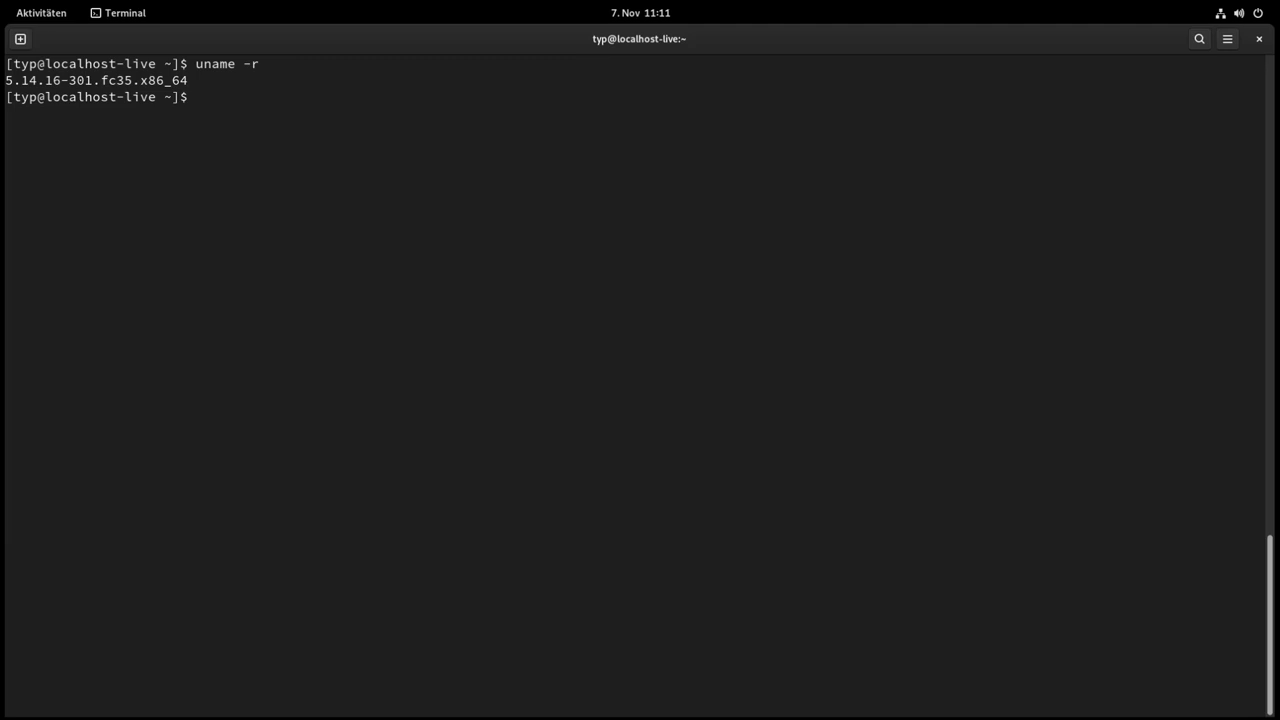 Aktivitäten Terminal 7. Nov 11:11
typ@localhost-live:~
[typ@localhost-live ~]$ uname -r
5.14.16-301.fc35.x86_64
[typ@localhost-live ~]$